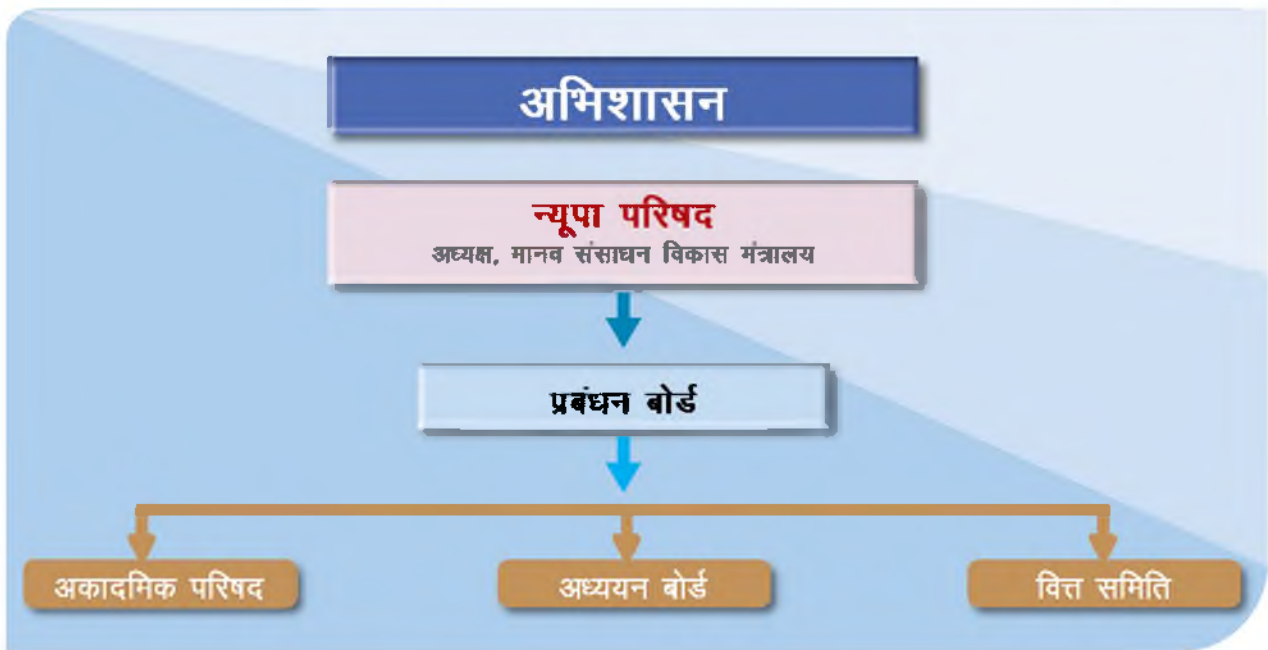 अभिशासन
न्यूपा परिषद
अध्यक्ष, मानव संसाधन विकास मंत्रालय
प्रबंधन बोर्ड
अकादमिक परिषद
अध्ययन बोर्ड
वित्त समिति